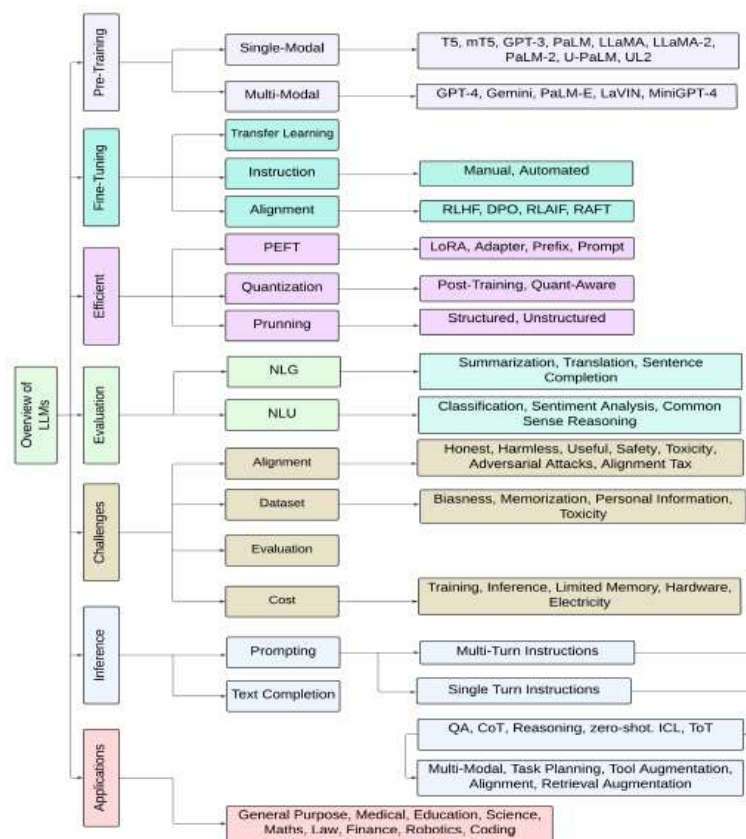 Overview of
LLMs
Pre-Training
Single-Modal
T5, mT5, GPT-3, PaLM, LLaMA, LLaMA-2,
PaLM-2, U-PaLM, UL2
Multi-Modal
GPT-4, Gemini, PaLM-E, LaVIN, MiniGPT-4
Fine-Tuning
Transfer Learning
Instruction
Manual, Automated
Alignment
RLHF, DPO, RLAIF, RAFT
Efficient
PEFT
LoRA, Adapter, Prefix, Prompt
Quantization
Post-Training, Quant-Aware
Prunning
Structured, Unstructured
Evaluation
NLG
Summarization, Translation, Sentence
Completion
NLU
Classification, Sentiment Analysis, Common
Sense Reasoning
Challenges
Alignment
Honest, Harmless, Useful, Safety, Toxicity,
Adversarial Attacks, Alignment Tax
Dataset
Biasness, Memorization, Personal Information,
Toxicity
Evaluation
Cost
Training, Inference, Limited Memory, Hardware,
Electricity
Inference
Prompting
Multi-Turn Instructions
Single Turn Instructions
Text Completion
QA, CoT, Reasoning, zero-shot. ICL, ToT
Multi-Modal, Task Planning, Tool Augmentation,
Alignment, Retrieval Augmentation
Applications
General Purpose, Medical, Education, Science,
Maths, Law, Finance, Robotics, Coding